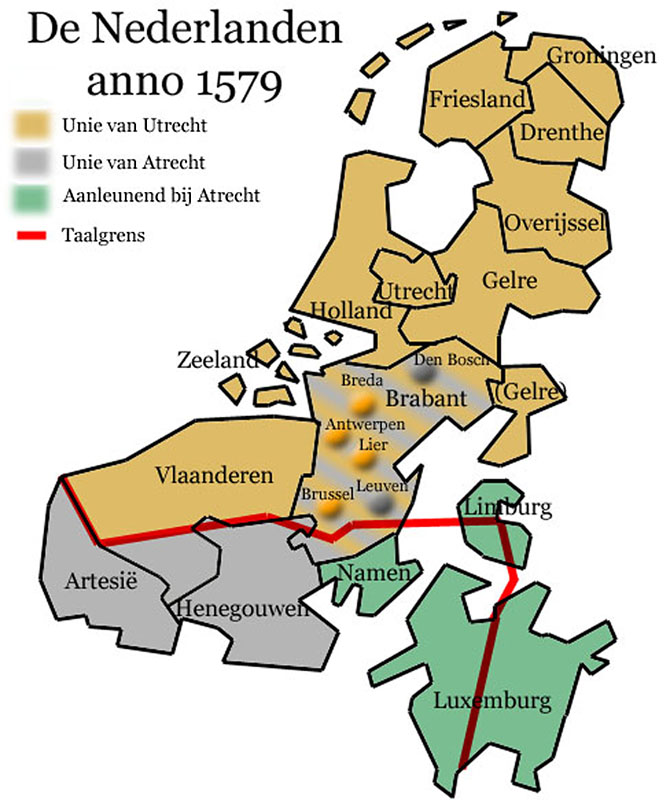 De Nederlanden
anno 1579
Unie van Utrecht
Unie van Atrecht
Aanleunend bij Atrecht
Taalgrens
Groningen
Friesland
Drenthe
Overijssel
Gelre
Utrecht
Holland
Zeeland
Den Bosch
Breda
Brabant
(Gelre)
Antwerpen
Lier
Vlaanderen
Leuven
Brussel
Limburg
Namen
Artesië
Henegouwen
Luxemburg